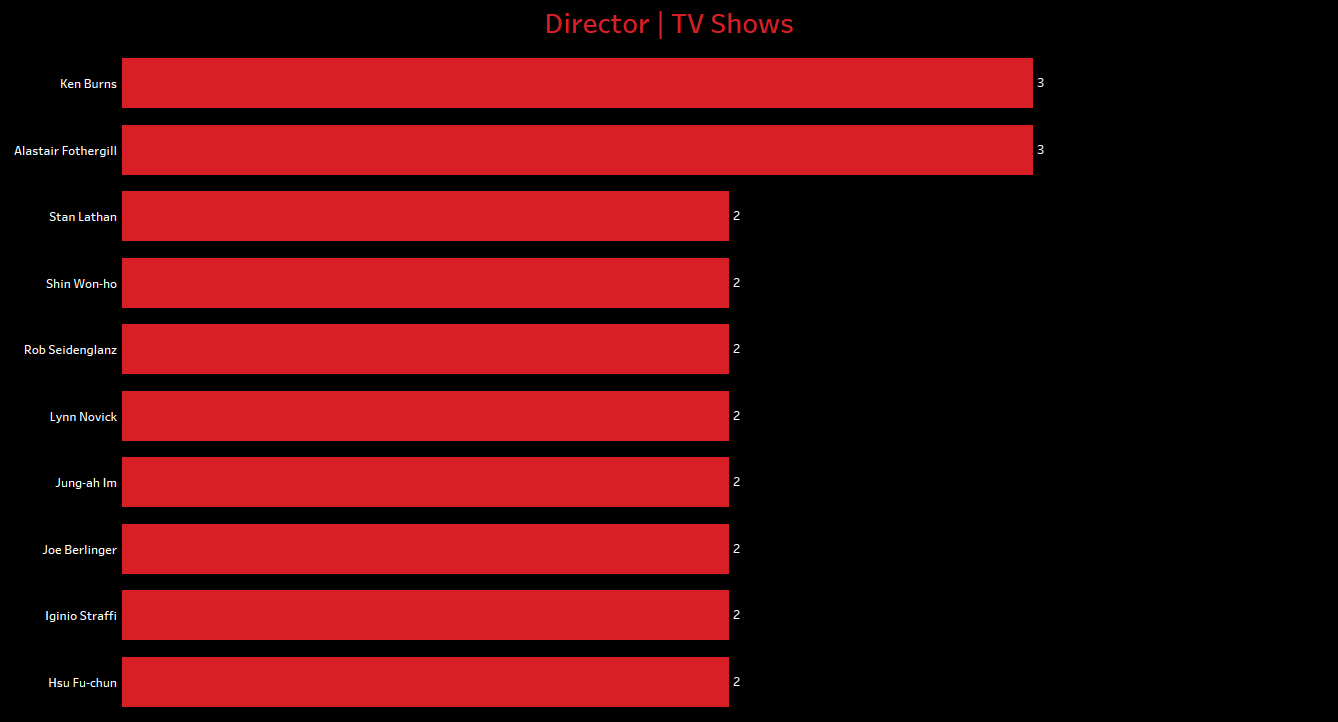 Director | TV Shows
Ken Burns 3
Alastair Fothergill 3
Stan Lathan 2
Shin Won-ho 2
Rob Seidenglanz 2
Lynn Novick 2
Jung-ah Im 2
Joe Berlinger 2
Iginio Straffi 2
Hsu Fu-chun 2